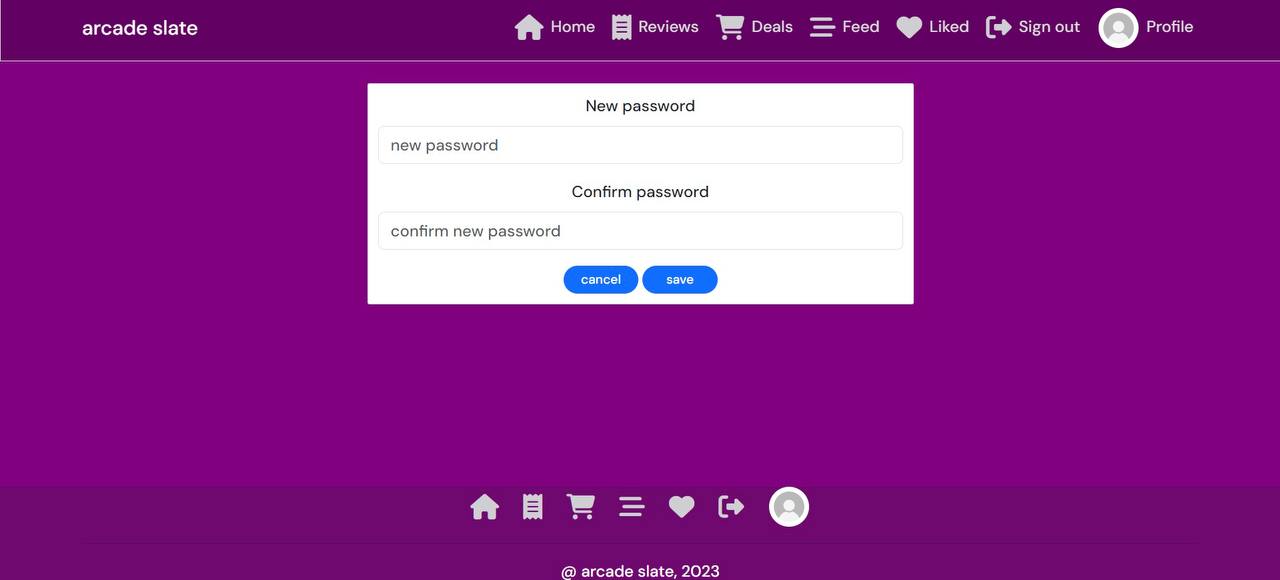 arcade slate Home Reviews Deals Feed Liked Sign out Profile
New password
new password
Confirm password
confirm new password
cancel save
@ arcade slate, 2023